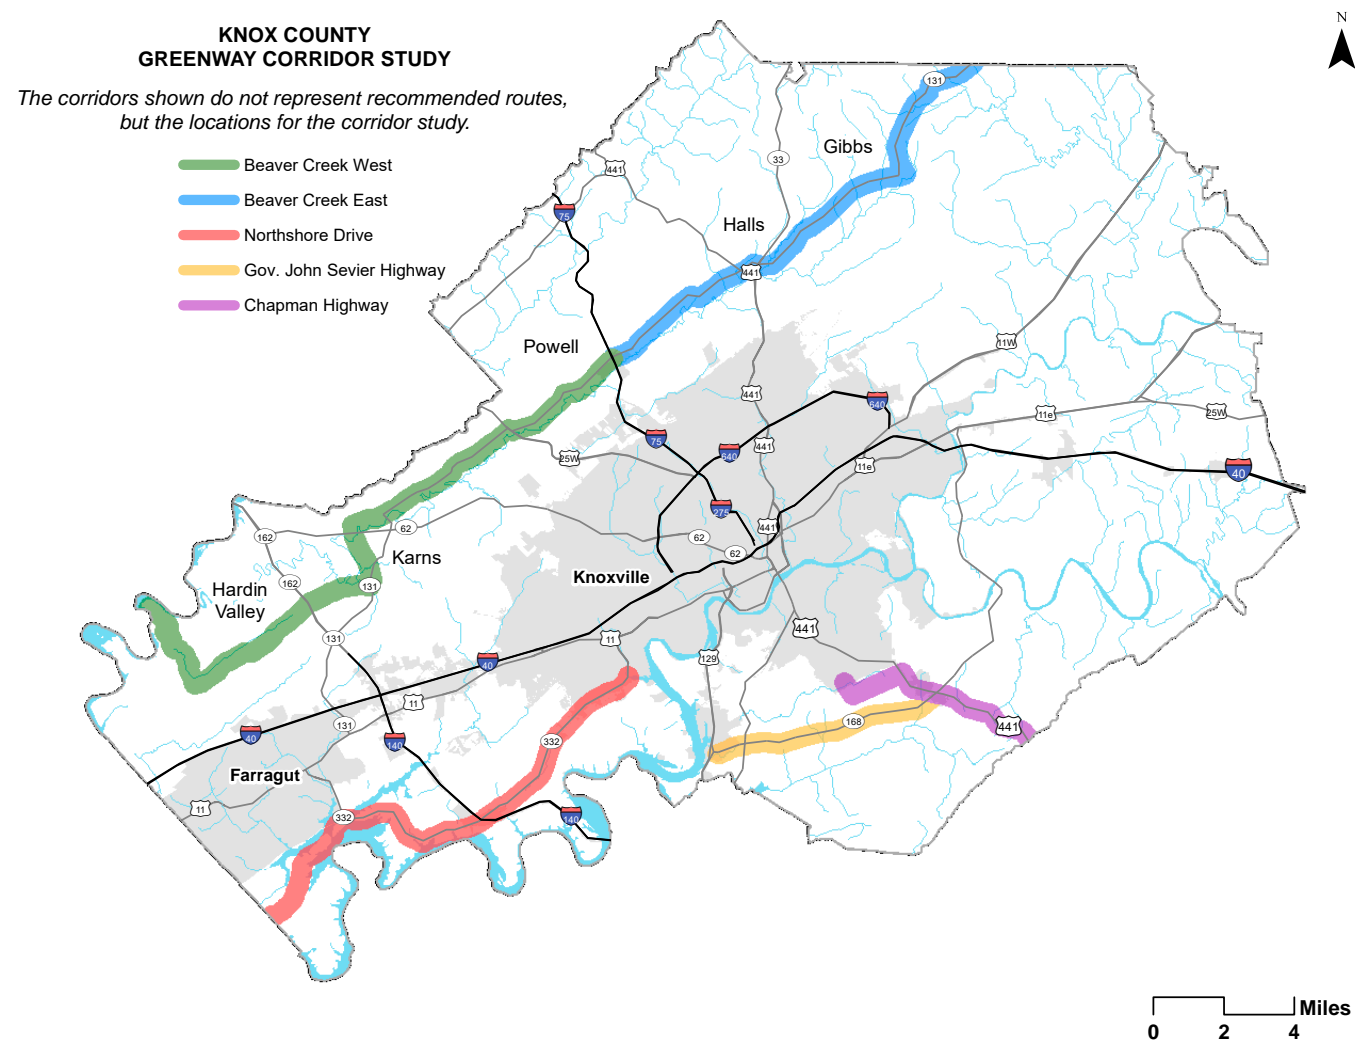 KNOX COUNTY
GREENWAY CORRIDOR STUDY
N
The corridors shown do not represent recommended routes,
but the locations for the corridor study.
Beaver Creek West
Beaver Creek East
Northshore Drive
Gov. John Sevier Highway
Chapman Highway
131
Gibbs
33
441
75
Halls
441
Powell
11W
441
640
11e
25W
75
441
640
25W
11e
40
275
62
441
162
62
62
Karns
Knoxville
162
131
Hardin
Valley
131
11
441
129
40
11
131
168
441
40
140
332
Farragut
11
332
140
Miles
0
2
4